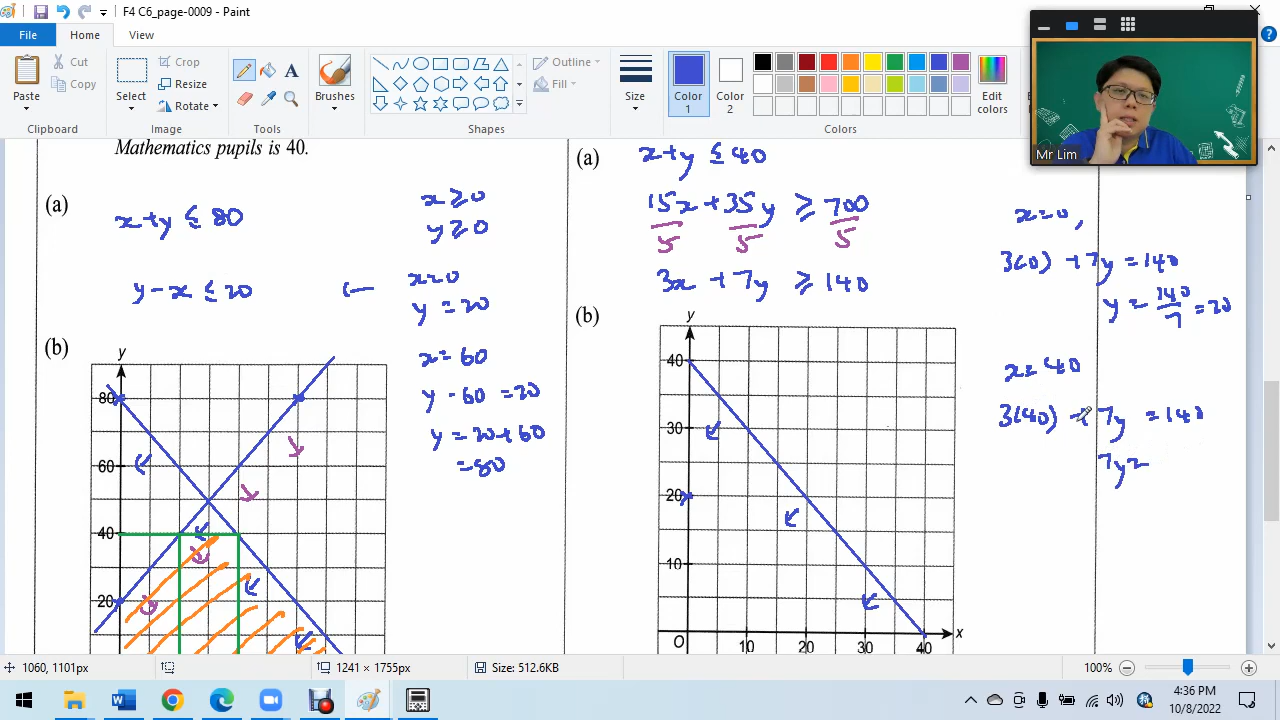 F4 C6_page-0009 - Paint
File Home View
Paste Cut Copy Clipboard
Select Crop Resize Rotate Image
A Tools
Brushes
Outline Fill Shapes
Size
Color 1 Color 2 Edit colors Colors
Mr Lim
Mathematics pupils is 40.
(a)
x+y ≤ 80
x ≥ 0
y ≥ 0
y - x ≤ 20
x=0
y = 20
(b)
x = 60
y - 60 = 20
y = 20+60
= 80
y
80
60
40
20
(a)
x+y ≤ 40
15x + 35y ≥ 700
5 5 5
3x + 7y ≥ 140
(b)
y
40
30
20
10
O 10 20 30 40 x
x=0,
3(0) + 7y = 140
y = 140/7 = 20
x = 40
3(40) + 7y = 140
7y=
1060, 1101px
1241 × 1755px
Size: 512.6KB
100%
4:36 PM
10/8/2022